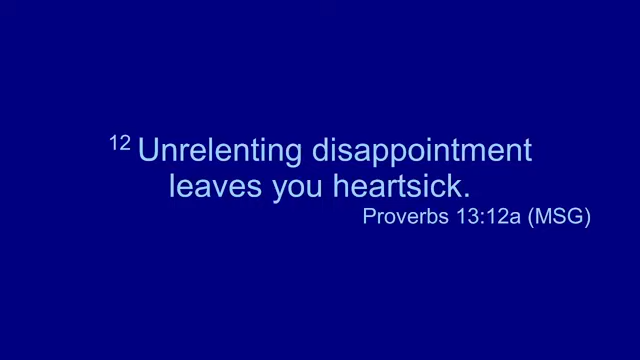 12 Unrelenting disappointment
leaves you heartsick.
Proverbs 13:12a (MSG)